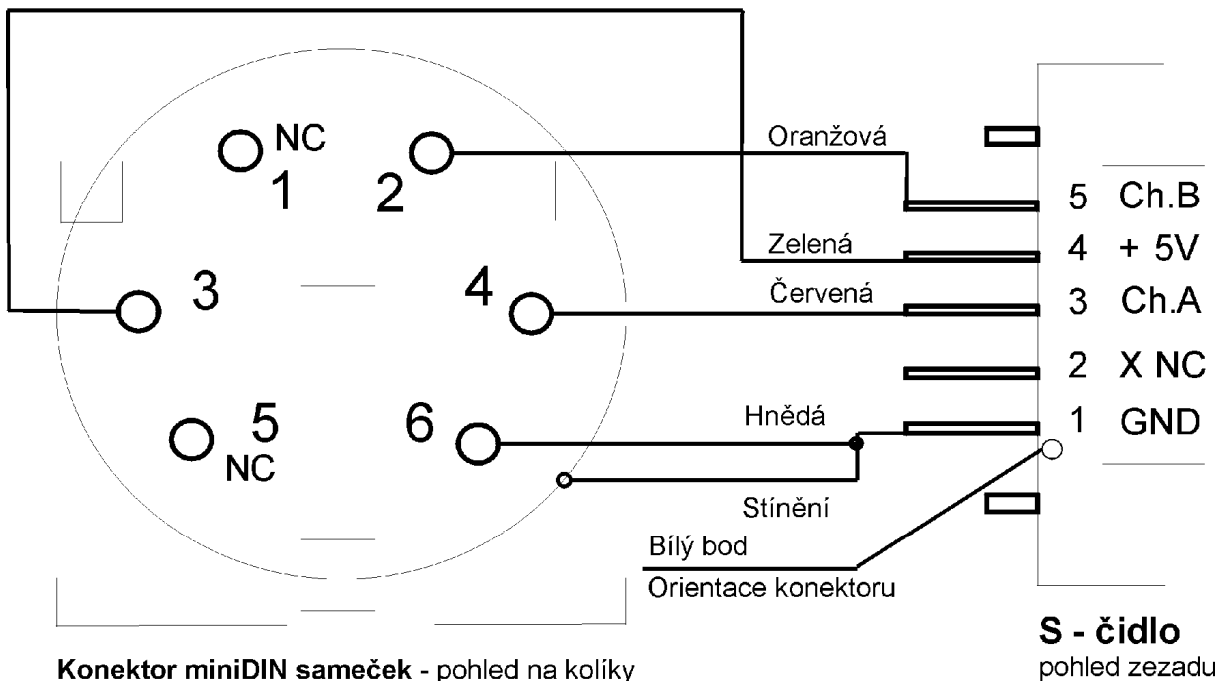 NC
1
2
3
4
5
NC
6
Oranžová
Zelená
Červená
Hnědá
Stínění
Bílý bod
Orientace konektoru
5 Ch.B
4 + 5V
3 Ch.A
2 X NC
1 GND
S - čidlo
pohled zezadu
Konektor miniDIN sameček - pohled na kolíky